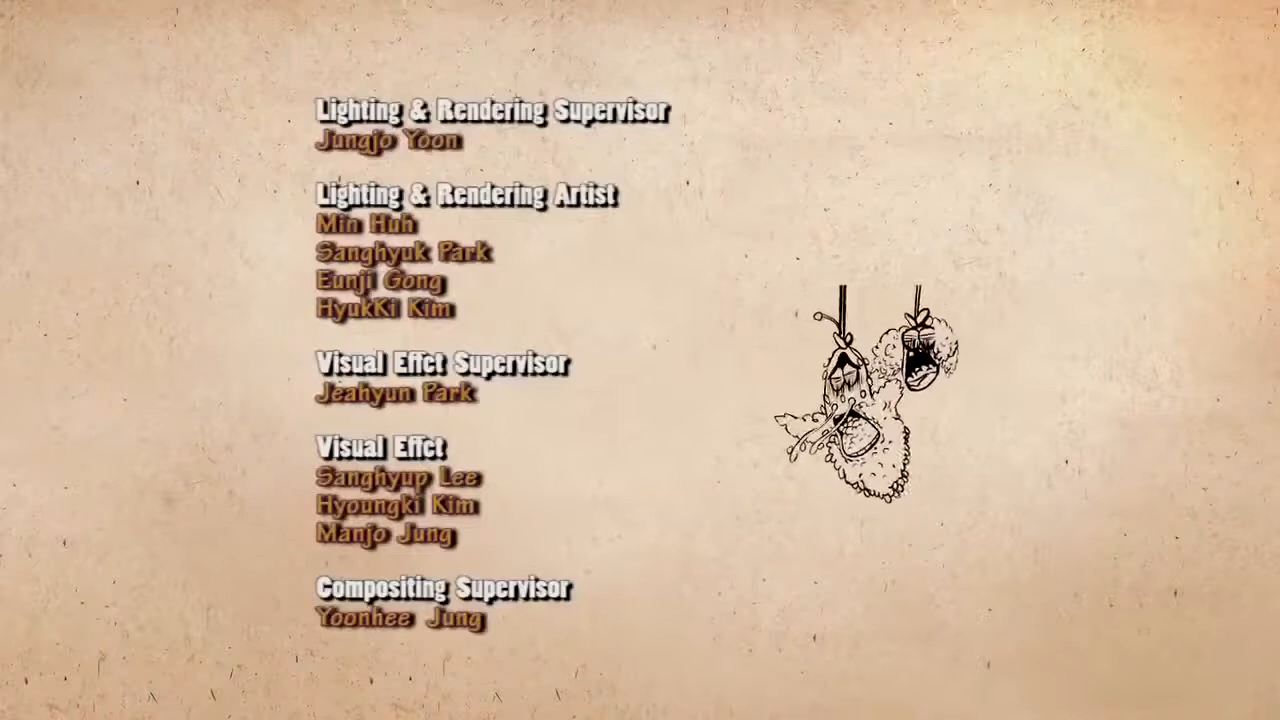 Lighting & Rendering Supervisor
Jungjo Yoon
Lighting & Rendering Artist
Min Huh
Sanghyuk Park
Eunji Gong
HyukKi Kim
Visual Effct Supervisor
Jeahyun Park
Visual Effct
Sanghyup Lee
Hyoungki Kim
Manjo Jung
Compositing Supervisor
Yoonhee Jung